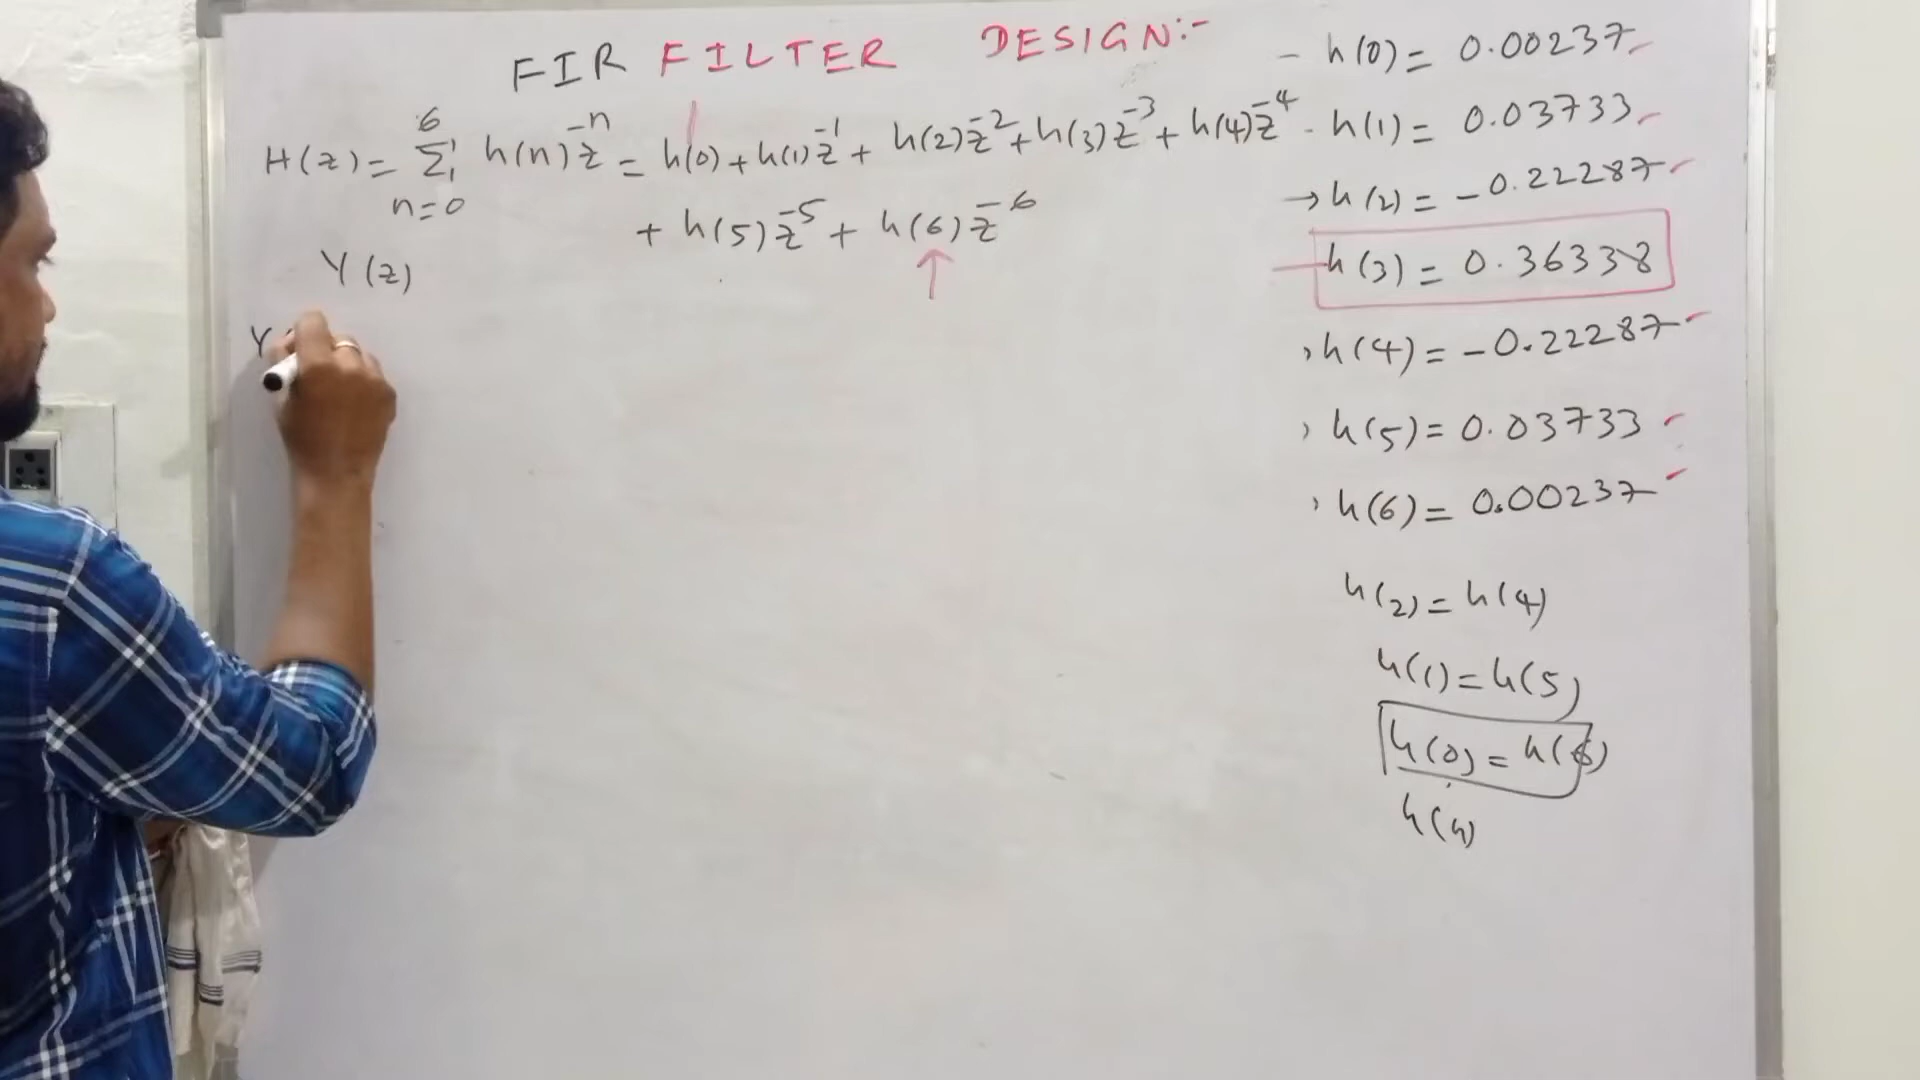 FIR FILTER DESIGN:-
H(z) = 6 Σ n=0 h(n) z^-n = h(0) + h(1) z^-1 + h(2) z^-2 + h(3) z^-3 + h(4) z^-4
+ h(5) z^-5 + h(6) z^-6
Y(z)
Y
h(0) = 0.00237
h(1) = 0.03733
→ h(2) = -0.22287
h(3) = 0.36338
h(4) = -0.22287
h(5) = 0.03733
h(6) = 0.00237
h(2) = h(4)
h(1) = h(5)
h(0) = h(6)